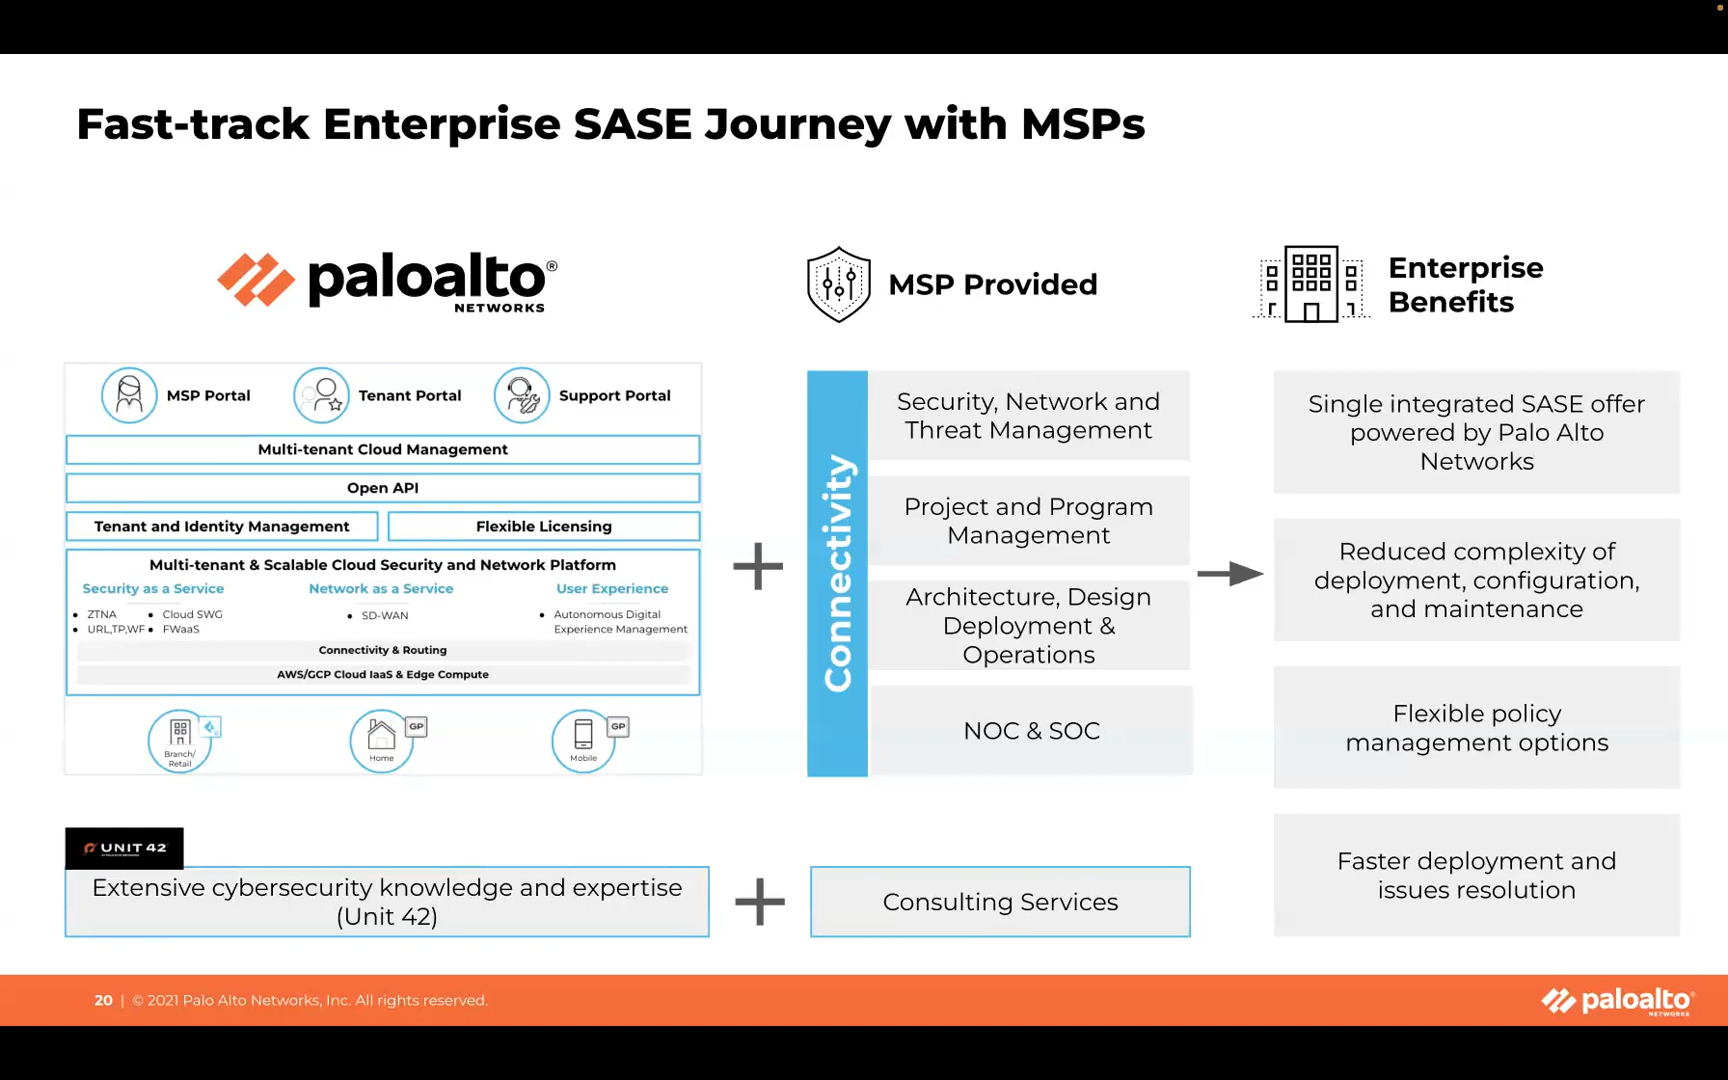 Fast-track Enterprise SASE Journey with MSPs
paloalto®
NETWORKS
MSP Portal
Tenant Portal
Support Portal
Multi-tenant Cloud Management
Open API
Tenant and Identity Management
Flexible Licensing
Multi-tenant & Scalable Cloud Security and Network Platform
Security as a Service
• ZTNA
• URL,TP,WF
• Cloud SWG
• FWaaS
Network as a Service
• SD-WAN
User Experience
• Autonomous Digital
Experience Management
Connectivity & Routing
AWS/GCP Cloud IaaS & Edge Compute
Branch/
Retail
GP
Home
GP
Mobile
UNIT 42
Extensive cybersecurity knowledge and expertise
(Unit 42)
MSP Provided
Connectivity
Security, Network and
Threat Management
Project and Program
Management
Architecture, Design
Deployment &
Operations
NOC & SOC
Consulting Services
Enterprise
Benefits
Single integrated SASE offer
powered by Palo Alto
Networks
Reduced complexity of
deployment, configuration,
and maintenance
Flexible policy
management options
Faster deployment and
issues resolution
20 | © 2021 Palo Alto Networks, Inc. All rights reserved.
paloalto®
NETWORKS